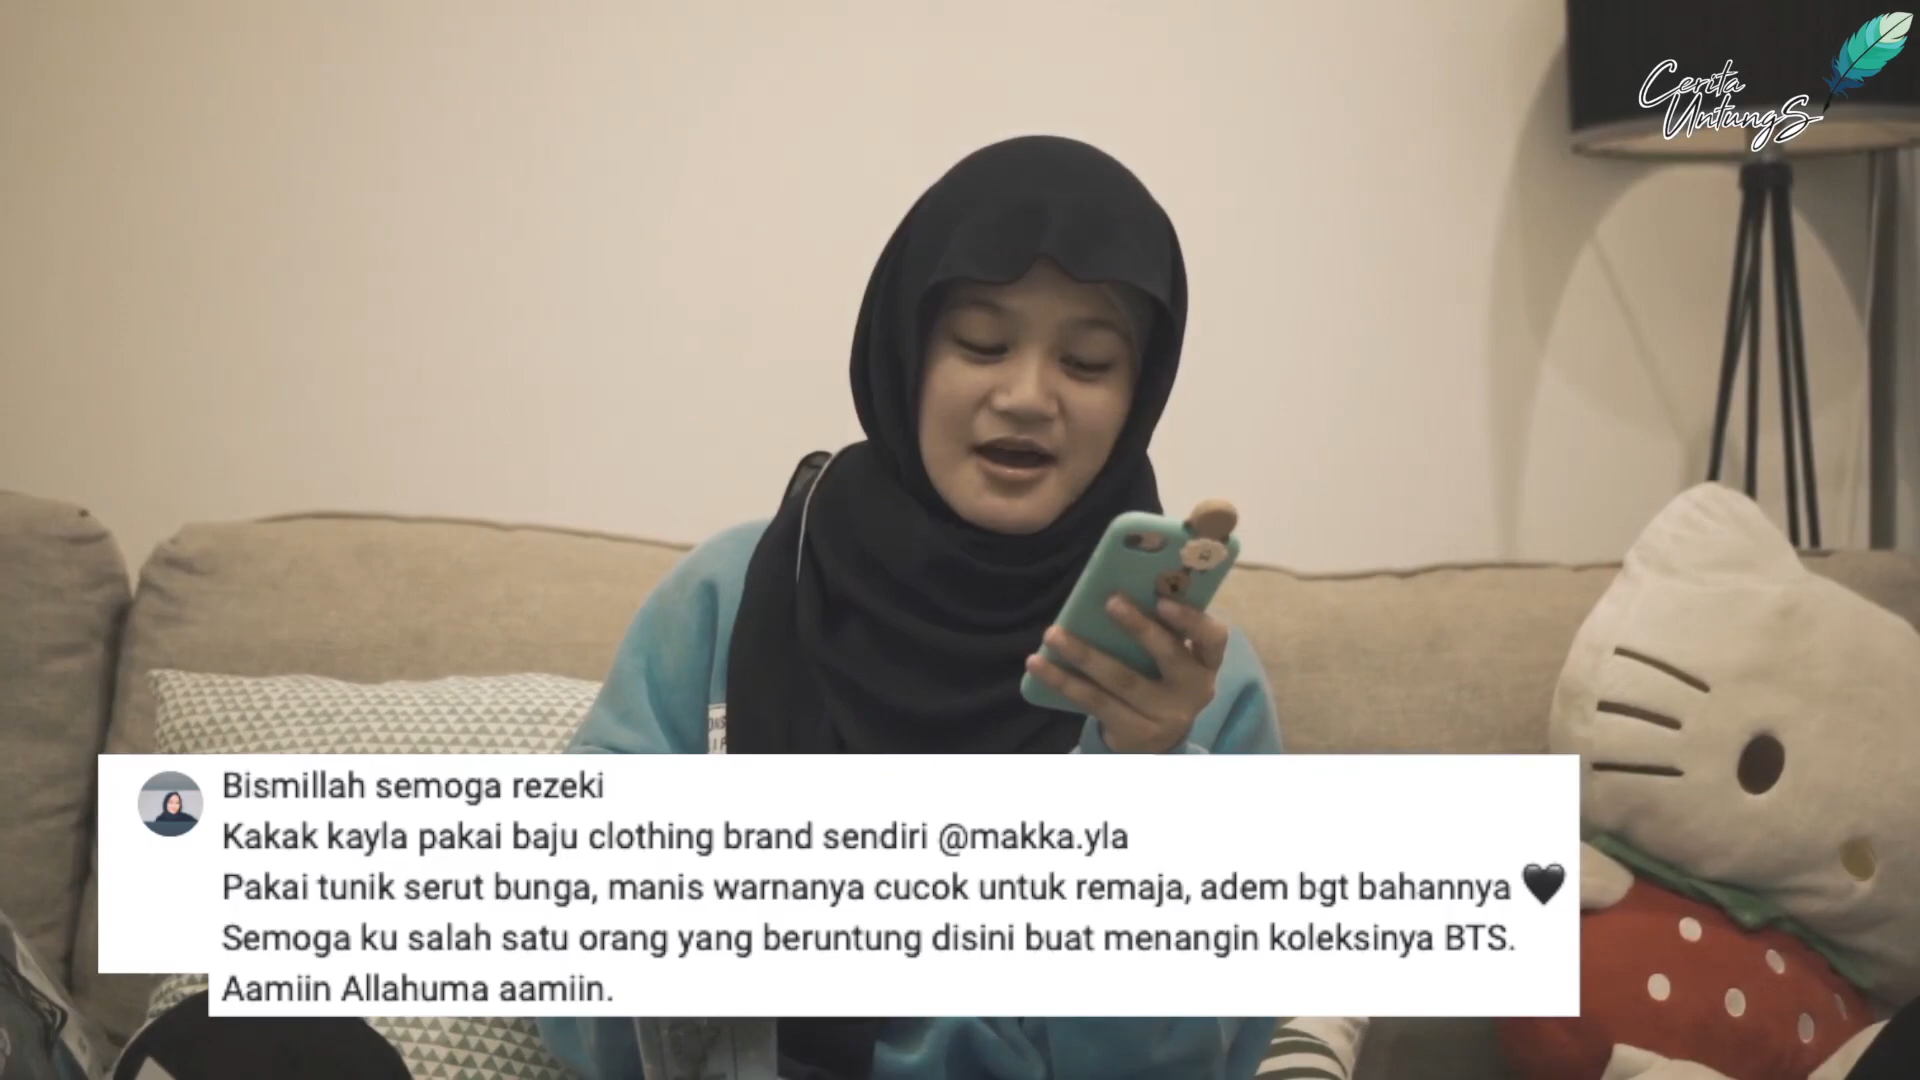 Cerita
UntungS
Bismillah semoga rezeki
Kakak kayla pakai baju clothing brand sendiri @makka.yla
Pakai tunik serut bunga, manis warnanya cucok untuk remaja, adem bgt bahannya 🖤
Semoga ku salah satu orang yang beruntung disini buat menangin koleksinya BTS.
Aamiin Allahuma aamiin.